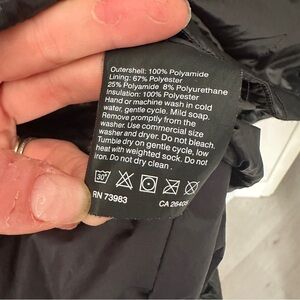 Outershell: 100% Polyamide
Lining: 67% Polyester
25% Polyamide 8% Polyurethane
Insulation: 100% Polyester
Hand or machine wash in cold
water, gentle cycle. Mild soap.
Remove promptly from the
washer. Use commercial size
washer and dryer. Do not bleach.
Tumble dry on gentle cycle, low
heat with weighted sock. Do not
iron. Do not dry clean.
30°
RN 73983
CA 26405